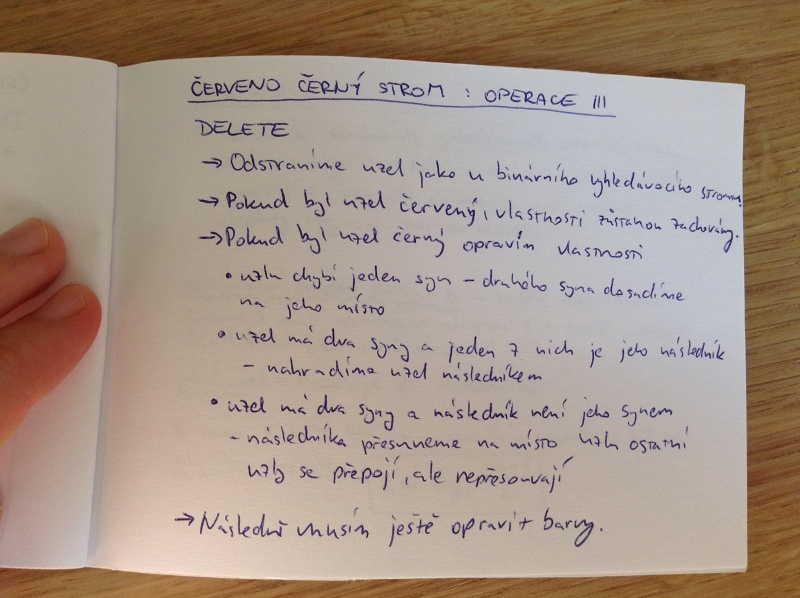 ČERVENO ČERNÝ STROM : OPERACE III
DELETE
→ Odstraníme uzel jako u binárního vyhledávacího stromu.
→ Pokud byl uzel červený, vlastnosti zůstanou zachovány.
→ Pokud byl uzel černý opravím vlastnosti
• uzlu chybí jeden syn – druhého syna dosadíme
na jeho místo
• uzel má dva syny a jeden z nich je jeho následník
– nahradíme uzel následníkem
• uzel má dva syny a následník není jeho synem
– následníka přesuneme na místo uzlu ostatní
uzly se přepojí, ale nepřesouvají
→ Následně musím ještě opravit barvy.